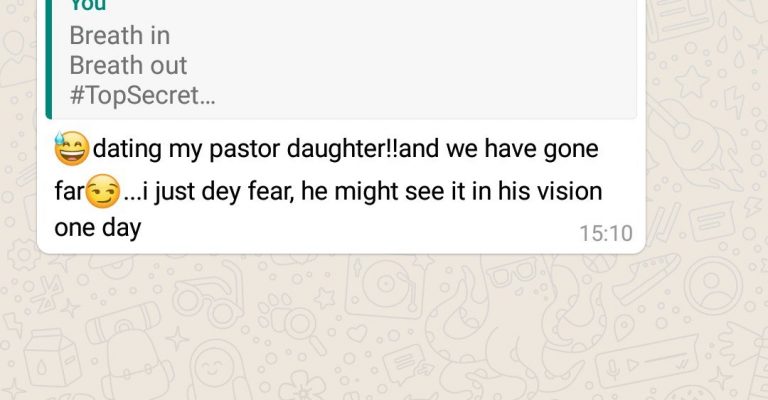 You
Breath in
Breath out
#TopSecret…
😅dating my pastor daughter!!and we have gone
far😏...i just dey fear, he might see it in his vision
one day
15:10